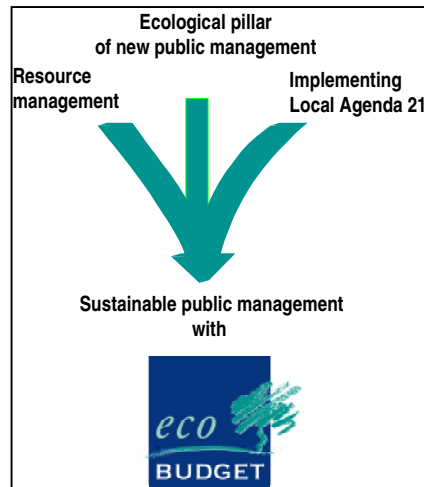 Ecological pillar
of new public management
Resource
management
Implementing
Local Agenda 21
Sustainable public management
with
eco
BUDGET